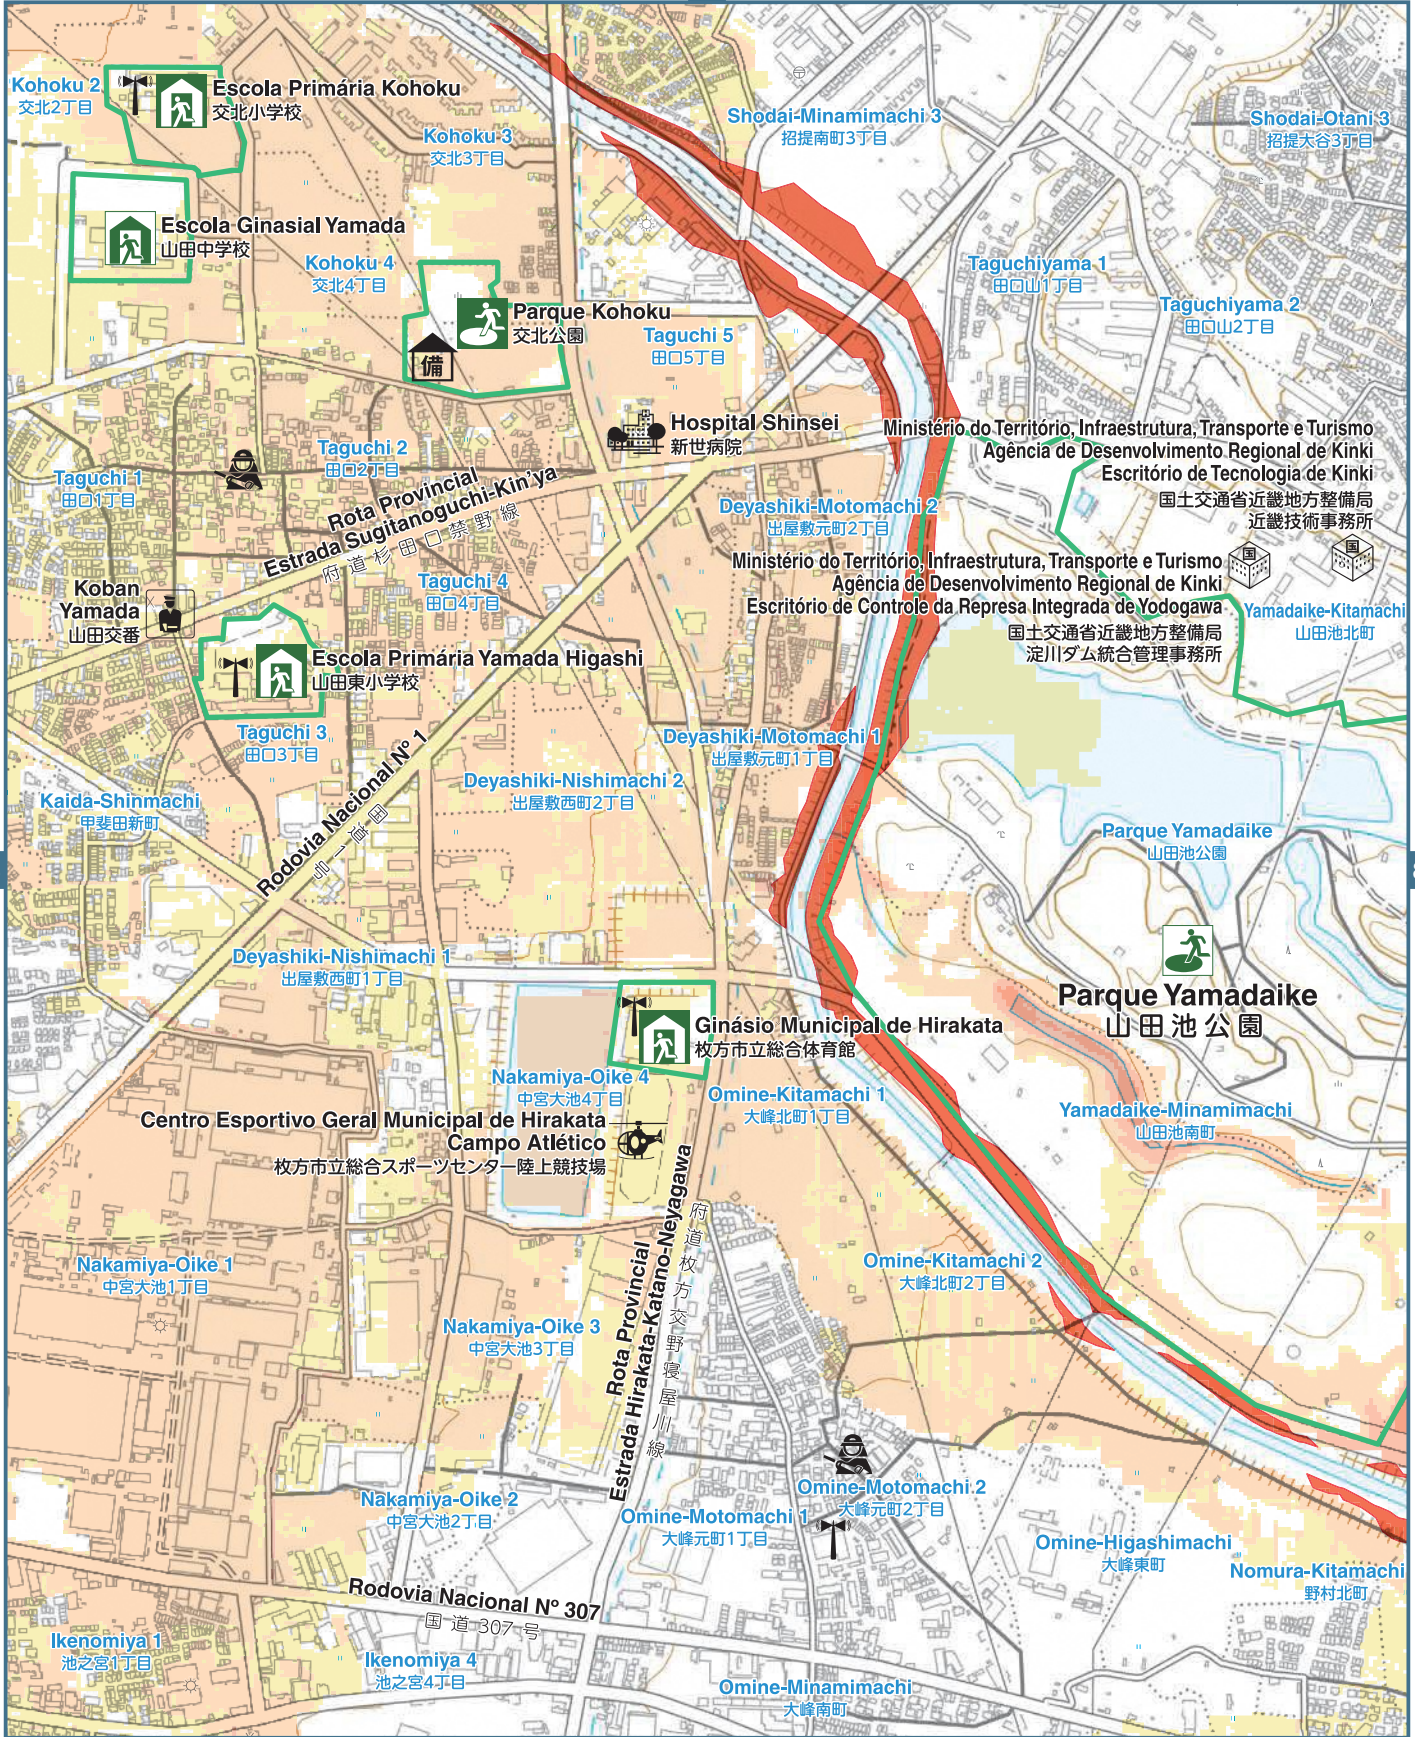 Kohoku 2
交北2丁目
Escola Primária Kohoku
交北小学校
Kohoku 3
交北3丁目
Shodai-Minamimachi 3
招提南町3丁目
Shodai-Otani 3
招提大谷3丁目
Escola Ginasial Yamada
山田中学校
Kohoku 4
交北4丁目
Taguchiyama 1
田口山1丁目
Taguchiyama 2
田口山2丁目
Parque Kohoku
交北公園
備
Taguchi 5
田口5丁目
Hospital Shinsei
新世病院
Ministério do Território, Infraestrutura, Transporte e Turismo
Agência de Desenvolvimento Regional de Kinki
Escritório de Tecnologia de Kinki
国土交通省近畿地方整備局
近畿技術事務所
国
Taguchi 1
田口1丁目
Taguchi 2
田口2丁目
Rota Provincial
Estrada Sugitanoguchi-Kin'ya
府道杉田口禁野線
Deyashiki-Motomachi 2
出屋敷元町2丁目
Ministério do Território, Infraestrutura, Transporte e Turismo
Agência de Desenvolvimento Regional de Kinki
Escritório de Controle da Represa Integrada de Yodogawa
国土交通省近畿地方整備局
淀川ダム統合管理事務所
国
Yamadaike-Kitamachi
山田池北町
Koban
Yamada
山田交番
Taguchi 4
田口4丁目
Escola Primária Yamada Higashi
山田東小学校
Taguchi 3
田口3丁目
Deyashiki-Motomachi 1
出屋敷元町1丁目
Kaida-Shinmachi
甲斐田新町
Rodovia Nacional Nº 1
国道1号
Deyashiki-Nishimachi 2
出屋敷西町2丁目
Parque Yamadaike
山田池公園
Deyashiki-Nishimachi 1
出屋敷西町1丁目
Parque Yamadaike
山田池公園
Ginásio Municipal de Hirakata
枚方市立総合体育館
Nakamiya-Oike 4
中宮大池4丁目
Omine-Kitamachi 1
大峰北町1丁目
Yamadaike-Minamimachi
山田池南町
Centro Esportivo Geral Municipal de Hirakata
Campo Atlético
枚方市立総合スポーツセンター陸上競技場
Rota Provincial
Estrada Hirakata-Katano-Neyagawa
府道枚方交野寝屋川線
Nakamiya-Oike 1
中宮大池1丁目
Omine-Kitamachi 2
大峰北町2丁目
Nakamiya-Oike 3
中宮大池3丁目
Nakamiya-Oike 2
中宮大池2丁目
Omine-Motomachi 2
大峰元町2丁目
Omine-Motomachi 1
大峰元町1丁目
Omine-Higashimachi
大峰東町
Nomura-Kitamachi
野村北町
Rodovia Nacional Nº 307
国道307号
Ikenomiya 1
池之宮1丁目
Ikenomiya 4
池之宮4丁目
Omine-Minamimachi
大峰南町